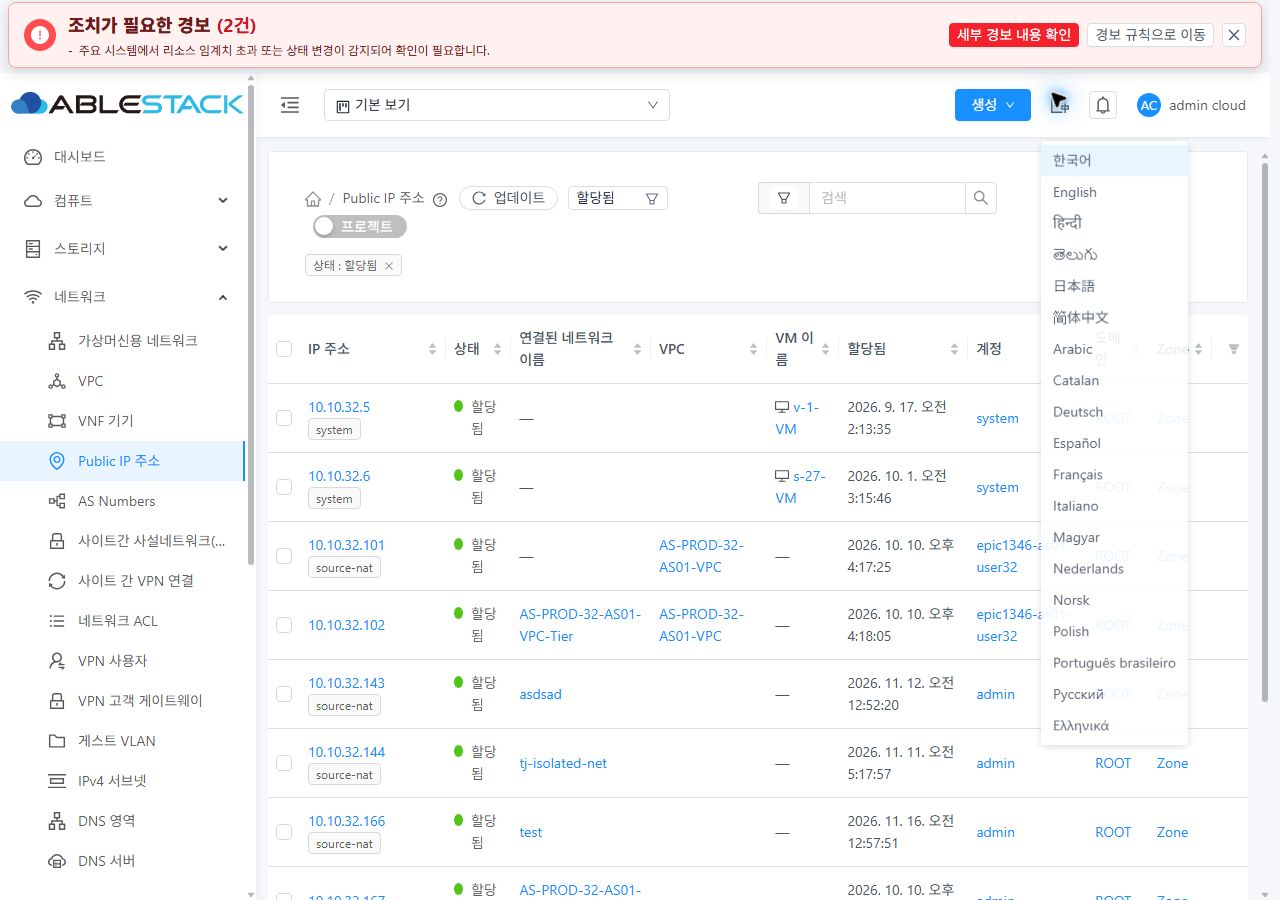 조치가 필요한 경보 (2건)
- 주요 시스템에서 리소스 임계치 초과 또는 상태 변경이 감지되어 확인이 필요합니다.
세부 경보 내용 확인
경보 규칙으로 이동
ABLESTACK
기본 보기
생성
AC
admin cloud
대시보드
컴퓨트
스토리지
네트워크
가상머신용 네트워크
VPC
VNF 기기
Public IP 주소
AS Numbers
사이트간 사설네트워크(...
사이트 간 VPN 연결
네트워크 ACL
VPN 사용자
VPN 고객 게이트웨이
게스트 VLAN
IPv4 서브넷
DNS 영역
DNS 서버
/ Public IP 주소
업데이트
할당됨
검색
프로젝트
상태 : 할당됨
한국어
English
हिन्दी
తెలుగు
日本語
简体中文
Arabic
Catalan
Deutsch
Español
Français
Italiano
Magyar
Nederlands
Norsk
Polish
Português brasileiro
Русский
Ελληνικά
IP 주소
상태
연결된 네트워크
이름
VPC
VM 이
름
할당됨
계정
도메
인
Zone
10.10.32.5
system
할당
됨
—
v-1-
VM
2026. 9. 17. 오전
2:13:35
system
ROOT
Zone
10.10.32.6
system
할당
됨
—
s-27-
VM
2026. 10. 1. 오전
3:15:46
system
ROOT
Zone
10.10.32.101
source-nat
할당
됨
—
AS-PROD-32-
AS01-VPC
—
2026. 10. 10. 오후
4:17:25
epic1346-as01-
user32
ROOT
Zone
10.10.32.102
할당
됨
AS-PROD-32-AS01-
VPC-Tier
AS-PROD-32-
AS01-VPC
—
2026. 10. 10. 오후
4:18:05
epic1346-as01-
user32
ROOT
Zone
10.10.32.143
source-nat
할당
됨
asdsad
—
2026. 11. 12. 오전
12:52:20
admin
ROOT
Zone
10.10.32.144
source-nat
할당
됨
tj-isolated-net
—
2026. 11. 11. 오전
5:17:57
admin
ROOT
Zone
10.10.32.166
source-nat
할당
됨
test
—
2026. 11. 16. 오전
12:57:51
admin
ROOT
Zone
10.10.32.167
할당
AS-PROD-32-AS01-
2026. 10. 10. 오후
admin
ROOT
Zone